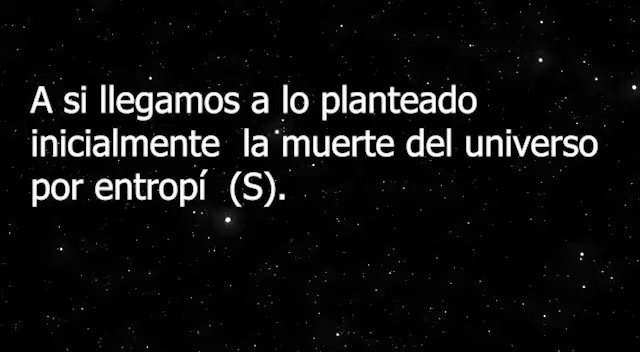 A si llegamos a lo planteado
inicialmente  la muerte del universo
por entropí  (S).